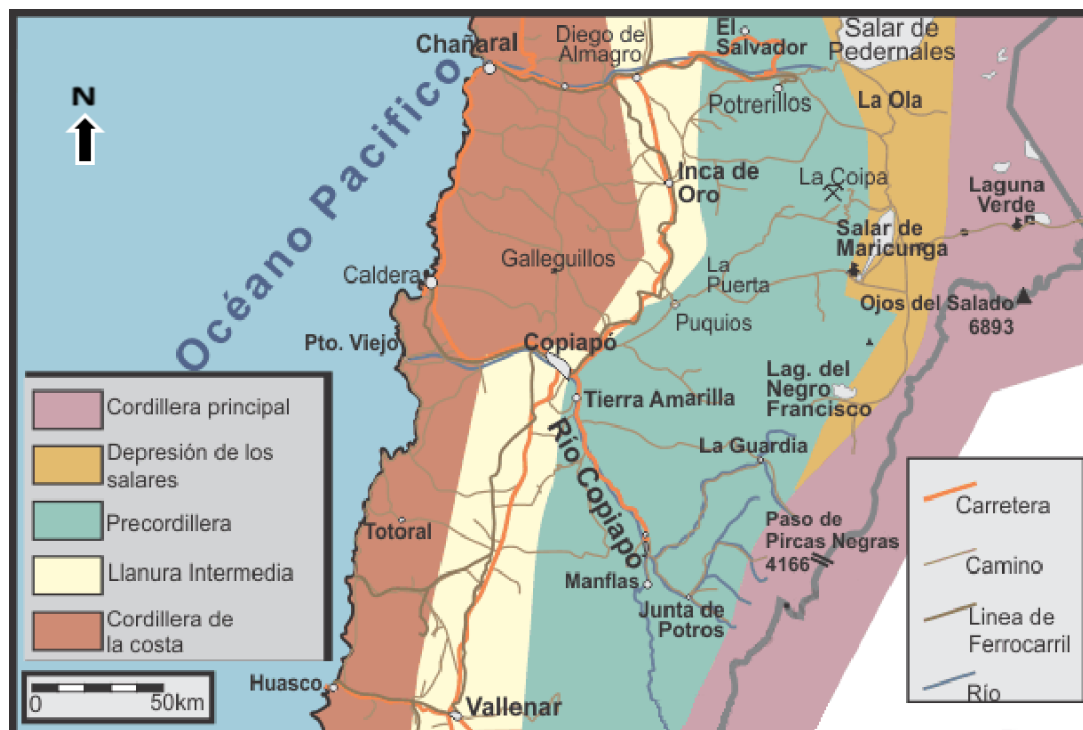 Chañaral
Diego de
Almagro
El
Salvador
Salar de
Pedernales
N
Océano Pacifico
Potrerillos
La Ola
Inca de
Oro
La Coipa
Laguna
Verde
Salar de
Maricunga
Galleguillos
Caldera
La
Puerta
Ojos del Salado
6893
Puquios
Pto. Viejo
Copiapó
Lag. del
Negro
Francisco
Tierra Amarilla
Río Copiapó
La Guardia
Totoral
Paso de
Pircas Negras
4166
Manflas
Junta de
Potros
Huasco
Vallenar
Cordillera principal
Depresión de los
salares
Precordillera
Llanura Intermedia
Cordillera de
la costa
0
50km
Carretera
Camino
Linea de
Ferrocarril
Río